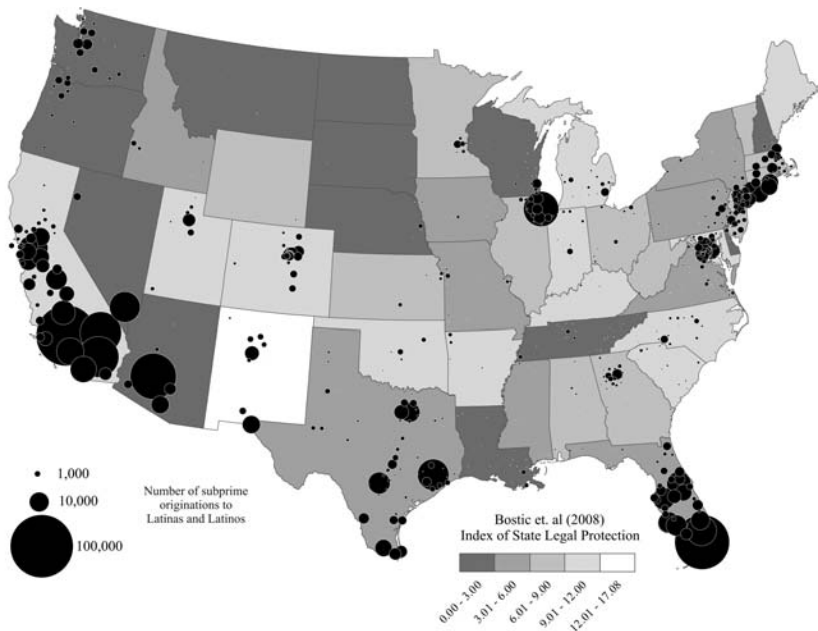 1,000
10,000
100,000
Number of subprime
originations to
Latinas and Latinos
Bostic et. al (2008)
Index of State Legal Protection
0.00 - 3.00
3.01 - 6.00
6.01 - 9.00
9.01 - 12.00
12.01 - 17.08